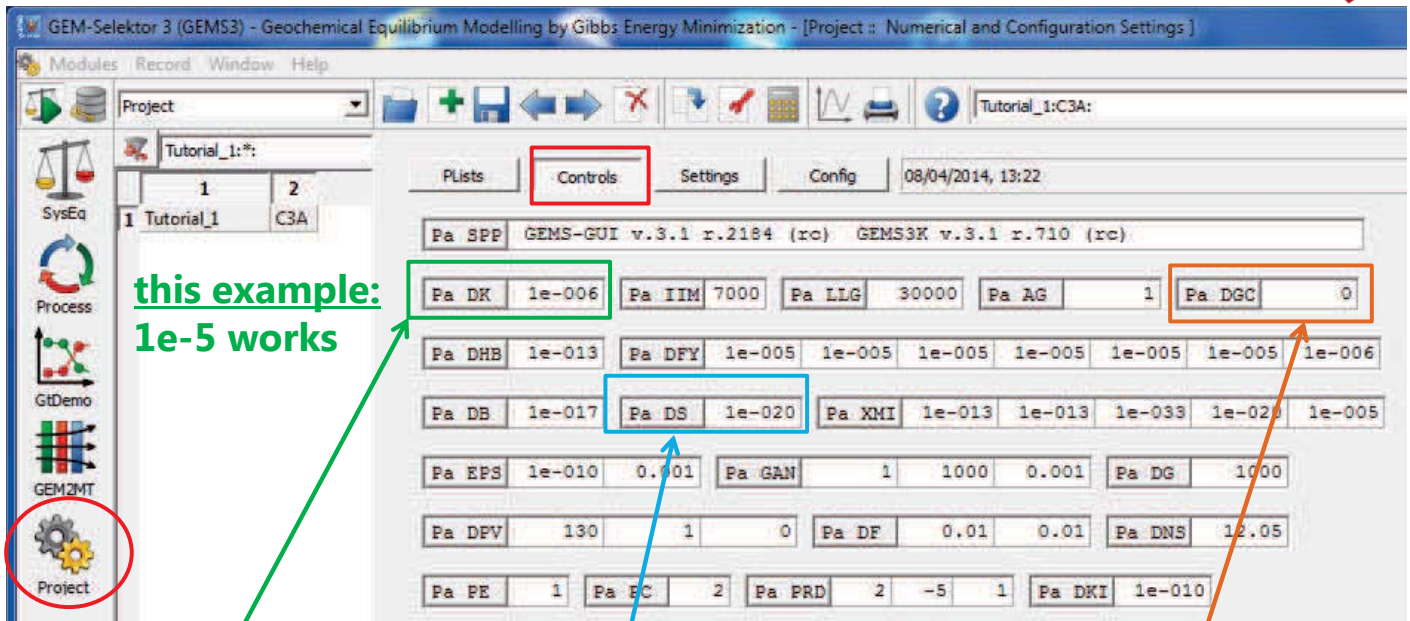 GEM-Selektor 3 (GEMS3) - Geochemical Equilibrium Modelling by Gibbs Energy Minimization - [Project :: Numerical and Configuration Settings ]
Modules Record Window Help
Project Tutorial_1:C3A:
Tutorial_1:*:
1 2
1 Tutorial_1 C3A
SysEq
Process
GtDemo
GEM2MT
Project
PLists Controls Settings Config 08/04/2014, 13:22
Pa SPP GEMS-GUI v.3.1 r.2184 (rc) GEMS3K v.3.1 r.710 (rc)
this example:
1e-5 works
Pa DK 1e-006 Pa IIM 7000 Pa LLG 30000 Pa AG 1 Pa DGC 0
Pa DHB 1e-013 Pa DFY 1e-005 1e-005 1e-005 1e-005 1e-005 1e-005 1e-006
Pa DB 1e-017 Pa DS 1e-020 Pa XMI 1e-013 1e-013 1e-033 1e-020 1e-005
Pa EPS 1e-010 0.001 Pa GAN 1 1000 0.001 Pa DG 1000
Pa DPV 130 1 0 Pa DF 0.01 0.01 Pa DNS 12.05
Pa PE 1 Pa PC 2 Pa PRD 2 -5 1 Pa DKI 1e-010